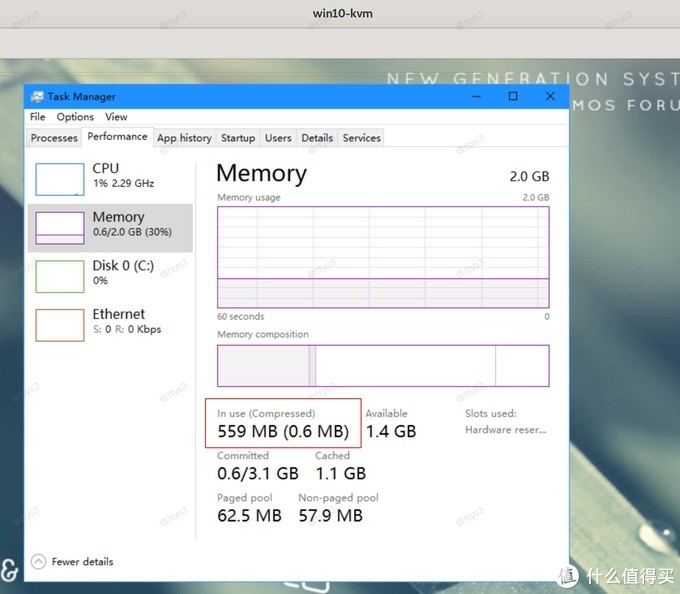 win10-kvm
NEW GENERATION SYST
MOS FORU
Task Manager
File Options View
Processes Performance App history Startup Users Details Services
CPU
1% 2.29 GHz
Memory
0.6/2.0 GB (30%)
Disk 0 (C:)
0%
Ethernet
S: 0 R: 0 Kbps
Memory 2.0 GB
Memory usage 2.0 GB
60 seconds 0
Memory composition
In use (Compressed) Available Slots used:
559 MB (0.6 MB) 1.4 GB Hardware reser...
Committed Cached
0.6/3.1 GB 1.1 GB
Paged pool Non-paged pool
62.5 MB 57.9 MB
Fewer details
&
值 什么值得买
@ttys3